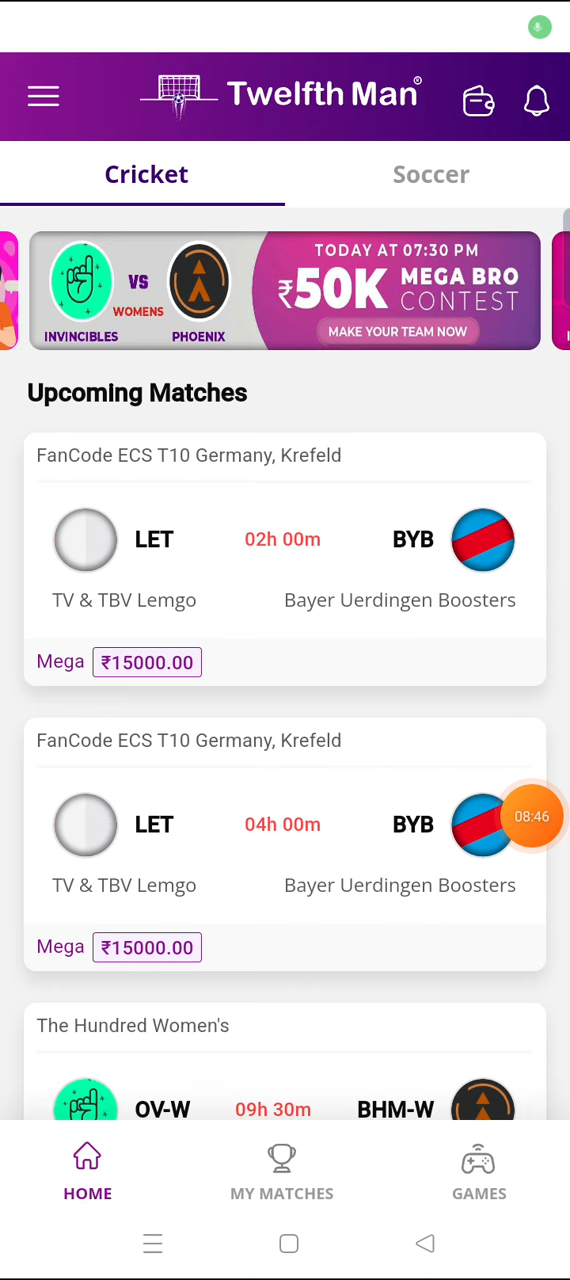 Twelfth Man
Cricket
Soccer
VS
WOMENS
INVINCIBLES
PHOENIX
TODAY AT 07:30 PM
₹50K MEGA BRO
CONTEST
MAKE YOUR TEAM NOW
Upcoming Matches
FanCode ECS T10 Germany, Krefeld
LET 02h 00m BYB
TV & TBV Lemgo Bayer Uerdingen Boosters
Mega ₹15000.00
FanCode ECS T10 Germany, Krefeld
LET 04h 00m BYB
08:46
TV & TBV Lemgo Bayer Uerdingen Boosters
Mega ₹15000.00
The Hundred Women's
OV-W 09h 30m BHM-W
HOME MY MATCHES GAMES